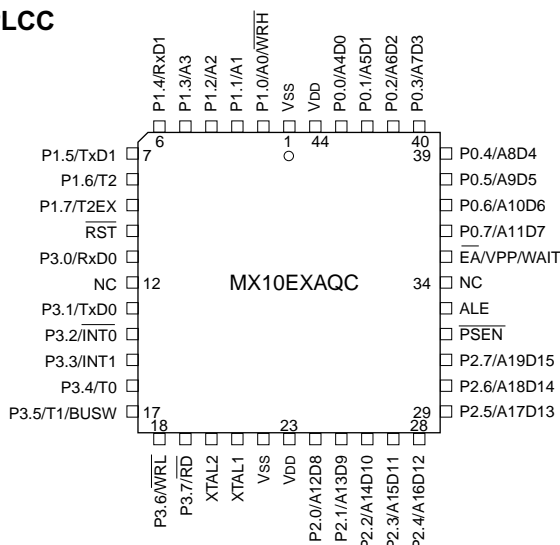 LCC
P1.4/RxD1
P1.3/A3
P1.2/A2
P1.1/A1
P1.0/A0/WRH
VSS
VDD
P0.0/A4D0
P0.1/A5D1
P0.2/A6D2
P0.3/A7D3
6
1
44
40
P1.5/TxD1
7
39
P0.4/A8D4
P1.6/T2
P0.5/A9D5
P1.7/T2EX
P0.6/A10D6
RST
P0.7/A11D7
P3.0/RxD0
EA/VPP/WAIT
NC
12
MX10EXAQC
34
NC
P3.1/TxD0
ALE
P3.2/INT0
PSEN
P3.3/INT1
P2.7/A19D15
P3.4/T0
P2.6/A18D14
P3.5/T1/BUSW
17
29
P2.5/A17D13
18
23
28
P3.6/WRL
P3.7/RD
XTAL2
XTAL1
VSS
VDD
P2.0/A12D8
P2.1/A13D9
P2.2/A14D10
P2.3/A15D11
P2.4/A16D12